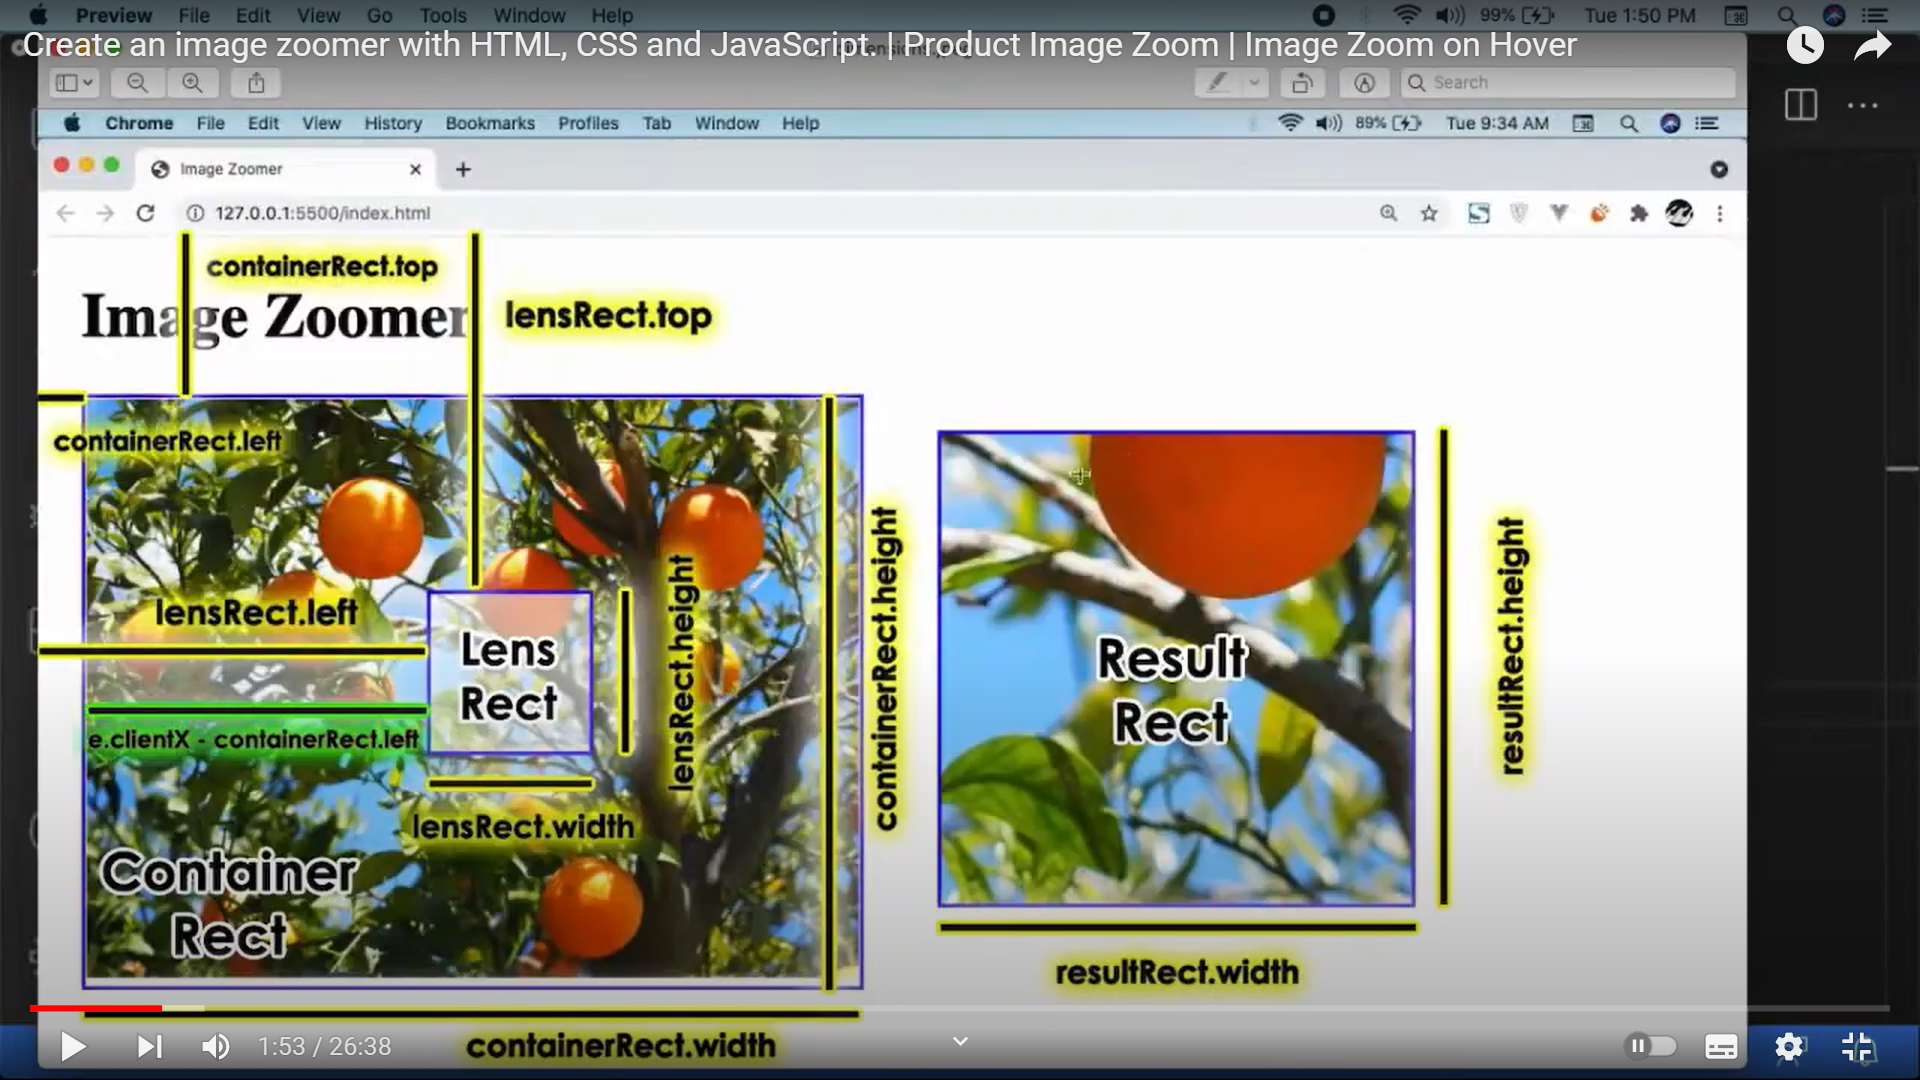 Preview File Edit View Go Tools Window Help
99% Tue 1:50 PM
Create an image zoomer with HTML, CSS and JavaScript. | Product Image Zoom | Image Zoom on Hover
Search
Chrome File Edit View History Bookmarks Profiles Tab Window Help
89% Tue 9:34 AM
Image Zoomer
127.0.0.1:5500/index.html
containerRect.top
Image Zoomer
lensRect.top
containerRect.left
lensRect.left
Lens
Rect
lensRect.height
containerRect.height
e.clientX - containerRect.left
lensRect.width
Container
Rect
Result
Rect
resultRect.height
resultRect.width
1:53 / 26:38
containerRect.width